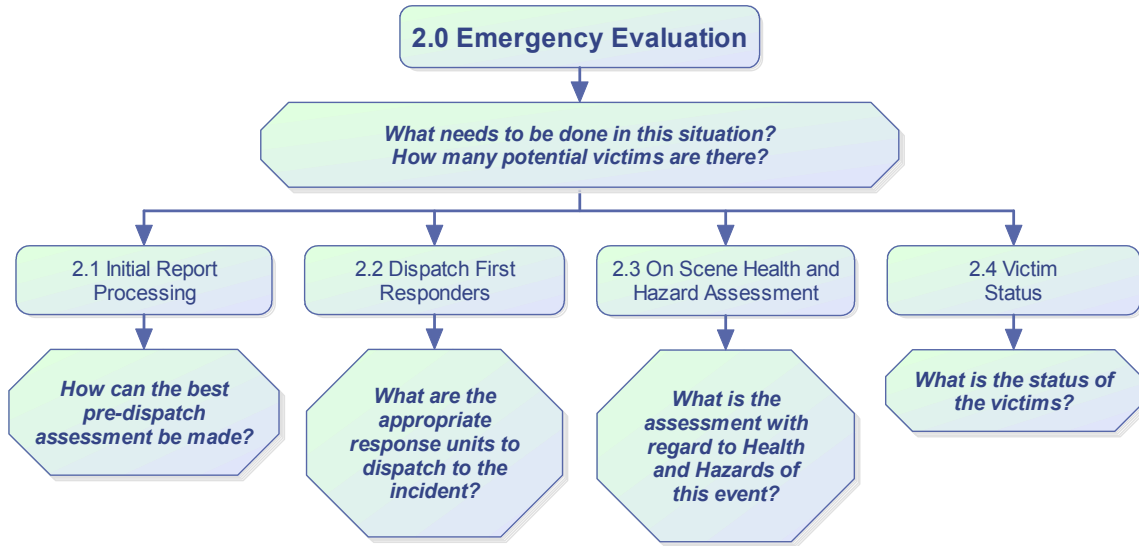 2.0 Emergency Evaluation
What needs to be done in this situation?
How many potential victims are there?
2.1 Initial Report
Processing
2.2 Dispatch First
Responders
2.3 On Scene Health and
Hazard Assessment
2.4 Victim
Status
How can the best
pre-dispatch
assessment be made?
What are the
appropriate
response units to
dispatch to the
incident?
What is the
assessment with
regard to Health
and Hazards of
this event?
What is the status of
the victims?